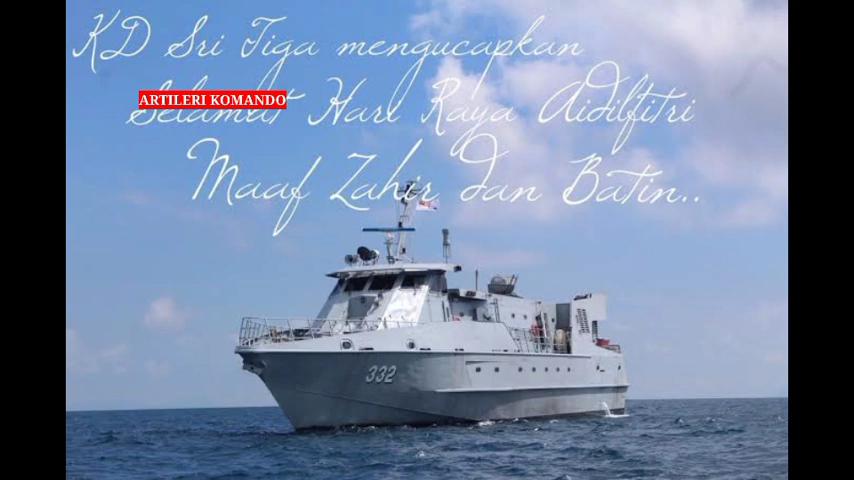 KD Sri Tiga mengucapkan
ARTILERI KOMANDO
Selamat Hari Raya Aidilfitri
Maaf Zahir dan Batin..
332